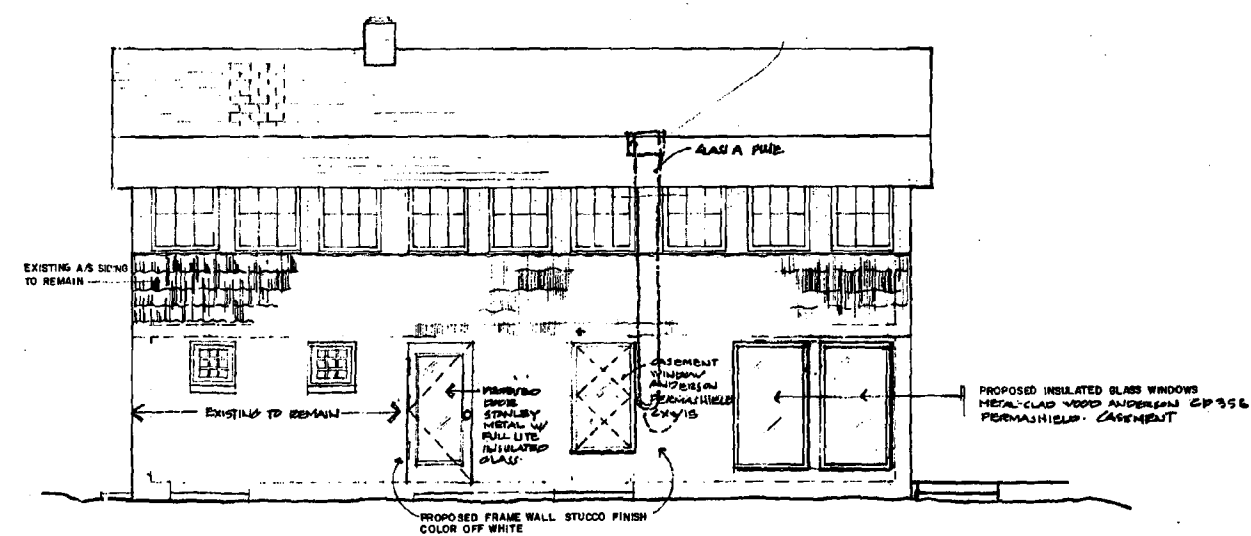 CLASS A FLUE
EXISTING A/S SIDING
TO REMAIN
EXISTING TO REMAIN
PROPOSED
DOOR
STANLEY
METAL W/
FULL LITE
INSULATED
GLASS.
CASEMENT
WINDOW
ANDERSON
PERMASHIELD
PROPOSED INSULATED GLASS WINDOWS
METAL-CLAD WOOD ANDERSON CP356
PERMASHIELD. CASEMENT
PROPOSED FRAME WALL STUCCO FINISH
COLOR OFF WHITE